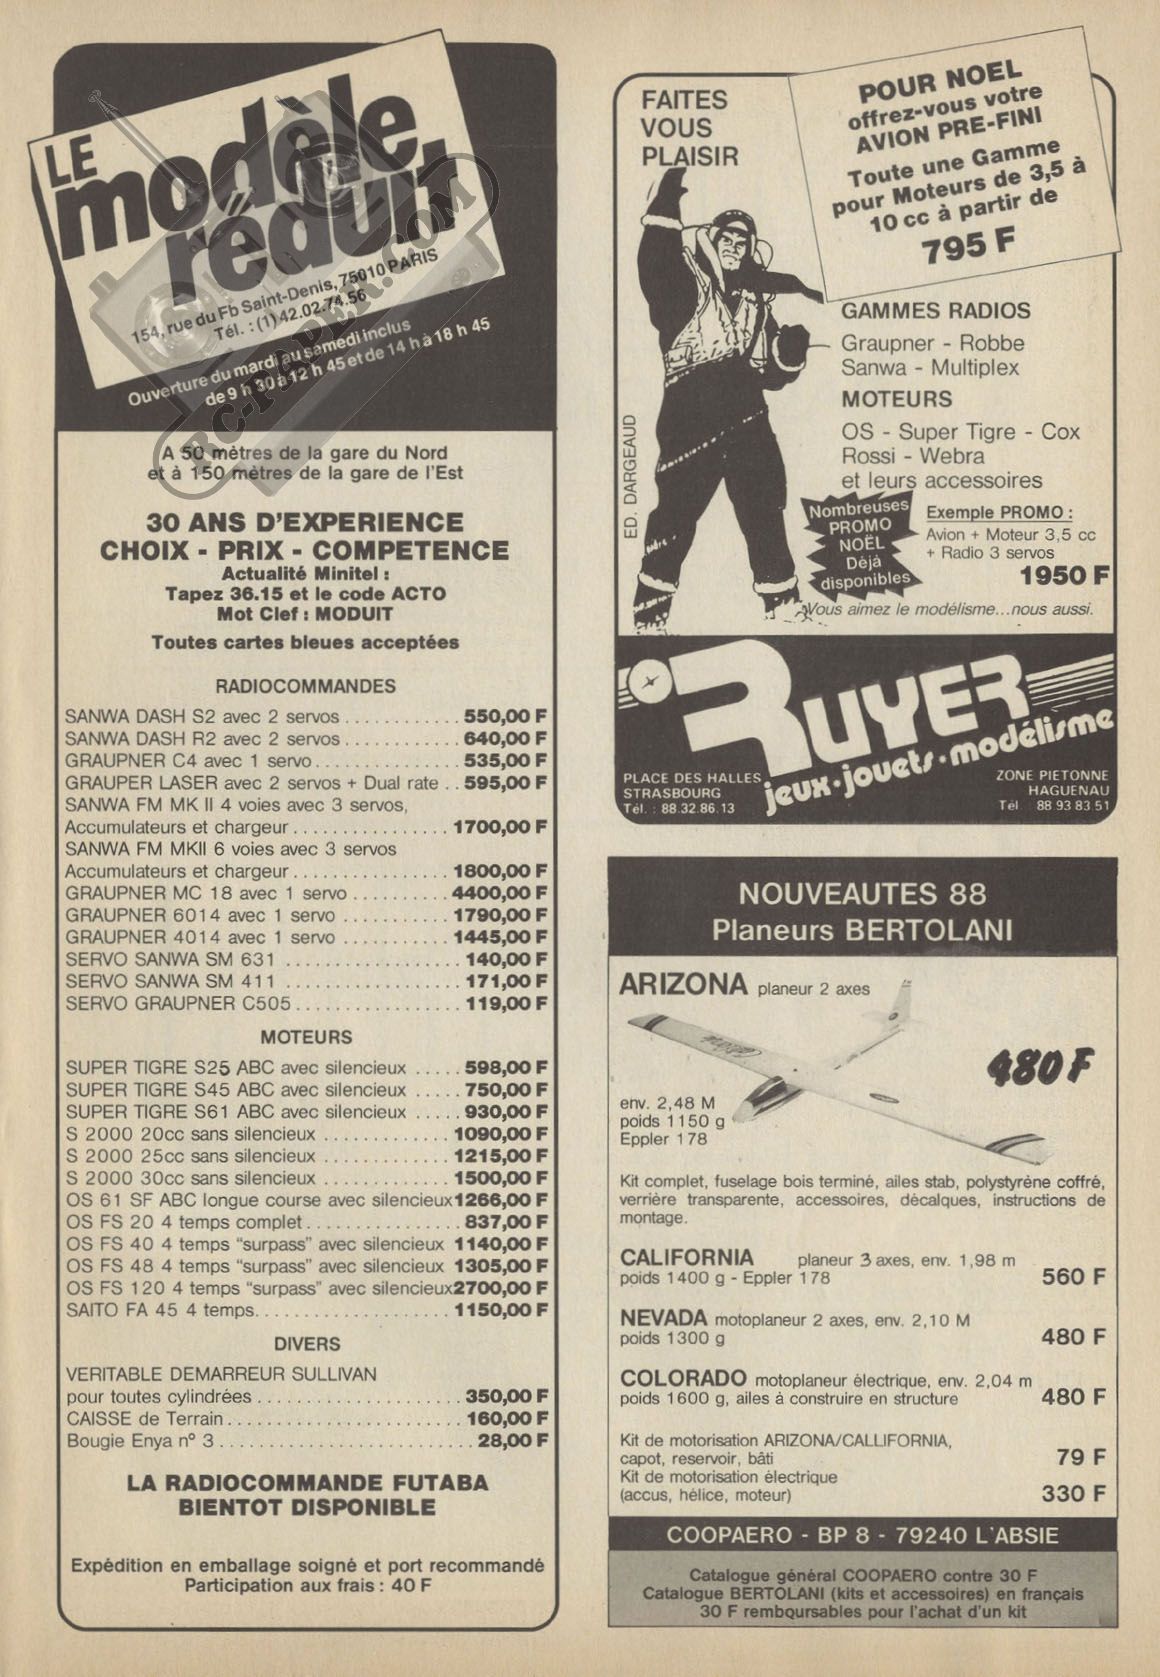 LE
modèle
réduit
154, rue du Fb Saint-Denis, 75010 PARIS
Tél. : (1) 42.02.74.56
Ouverture du mardi au samedi inclus
de 9 h 30 à 12 h 45 et de 14 h à 18 h 45
RC-PAPER.COM
A 50 mètres de la gare du Nord
et à 150 mètres de la gare de l'Est
30 ANS D'EXPERIENCE
CHOIX - PRIX - COMPETENCE
Actualité Minitel :
Tapez 36.15 et le code ACTO
Mot Clef : MODUIT
Toutes cartes bleues acceptées
RADIOCOMMANDES
SANWA DASH S2 avec 2 servos ............ 550,00 F
SANWA DASH R2 avec 2 servos ............ 640,00 F
GRAUPNER C4 avec 1 servo ............... 535,00 F
GRAUPER LASER avec 2 servos + Dual rate .. 595,00 F
SANWA FM MK II 4 voies avec 3 servos,
Accumulateurs et chargeur ................ 1700,00 F
SANWA FM MKII 6 voies avec 3 servos
Accumulateurs et chargeur ................ 1800,00 F
GRAUPNER MC 18 avec 1 servo .......... 4400,00 F
GRAUPNER 6014 avec 1 servo ........... 1790,00 F
GRAUPNER 4014 avec 1 servo ........... 1445,00 F
SERVO SANWA SM 631 .................. 140,00 F
SERVO SANWA SM 411 .................. 171,00 F
SERVO GRAUPNER C505 ................. 119,00 F
MOTEURS
SUPER TIGRE S25 ABC avec silencieux ..... 598,00 F
SUPER TIGRE S45 ABC avec silencieux ..... 750,00 F
SUPER TIGRE S61 ABC avec silencieux ..... 930,00 F
S 2000 20cc sans silencieux ............. 1090,00 F
S 2000 25cc sans silencieux ............. 1215,00 F
S 2000 30cc sans silencieux ............. 1500,00 F
OS 61 SF ABC longue course avec silencieux 1266,00 F
OS FS 20 4 temps complet ................ 837,00 F
OS FS 40 4 temps "surpass" avec silencieux 1140,00 F
OS FS 48 4 temps "surpass" avec silencieux 1305,00 F
OS FS 120 4 temps "surpass" avec silencieux 2700,00 F
SAITO FA 45 4 temps .................... 1150,00 F
DIVERS
VERITABLE DEMARREUR SULLIVAN
pour toutes cylindrées ..................... 350,00 F
CAISSE de Terrain ........................ 160,00 F
Bougie Enya n° 3 .......................... 28,00 F
LA RADIOCOMMANDE FUTABA
BIENTOT DISPONIBLE
Expédition en emballage soigné et port recommandé
Participation aux frais : 40 F
FAITES
VOUS
PLAISIR
POUR NOEL
offrez-vous votre
AVION PRE-FINI
Toute une Gamme
pour Moteurs de 3,5 à
10 cc à partir de
795 F
GAMMES RADIOS
Graupner - Robbe
Sanwa - Multiplex
MOTEURS
OS - Super Tigre - Cox
Rossi - Webra
et leurs accessoires
ED. DARGEAUD
Nombreuses
PROMO
NOËL
Déjà
disponibles
Exemple PROMO :
Avion + Moteur 3,5 cc
+ Radio 3 servos
1950 F
Vous aimez le modélisme...nous aussi.
RUYER
jeux·jouets·modélisme
PLACE DES HALLES
STRASBOURG
Tél. : 88.32.86.13
ZONE PIETONNE
HAGUENAU
Tél 88 93 83 51
NOUVEAUTES 88
Planeurs BERTOLANI
ARIZONA planeur 2 axes
480 F
env. 2,48 M
poids 1150 g
Eppler 178
Kit complet, fuselage bois terminé, ailes stab, polystyrène coffré,
verrière transparente, accessoires, décalques, instructions de
montage.
CALIFORNIA planeur 3 axes, env. 1,98 m
poids 1400 g - Eppler 178 560 F
NEVADA motoplaneur 2 axes, env. 2,10 M
poids 1300 g 480 F
COLORADO motoplaneur électrique, env. 2,04 m
poids 1600 g, ailes à construire en structure 480 F
Kit de motorisation ARIZONA/CALLIFORNIA,
capot, reservoir, bâti 79 F
Kit de motorisation électrique
(accus, hélice, moteur) 330 F
COOPAERO - BP 8 - 79240 L'ABSIE
Catalogue général COOPAERO contre 30 F
Catalogue BERTOLANI (kits et accessoires) en français
30 F remboursables pour l'achat d'un kit